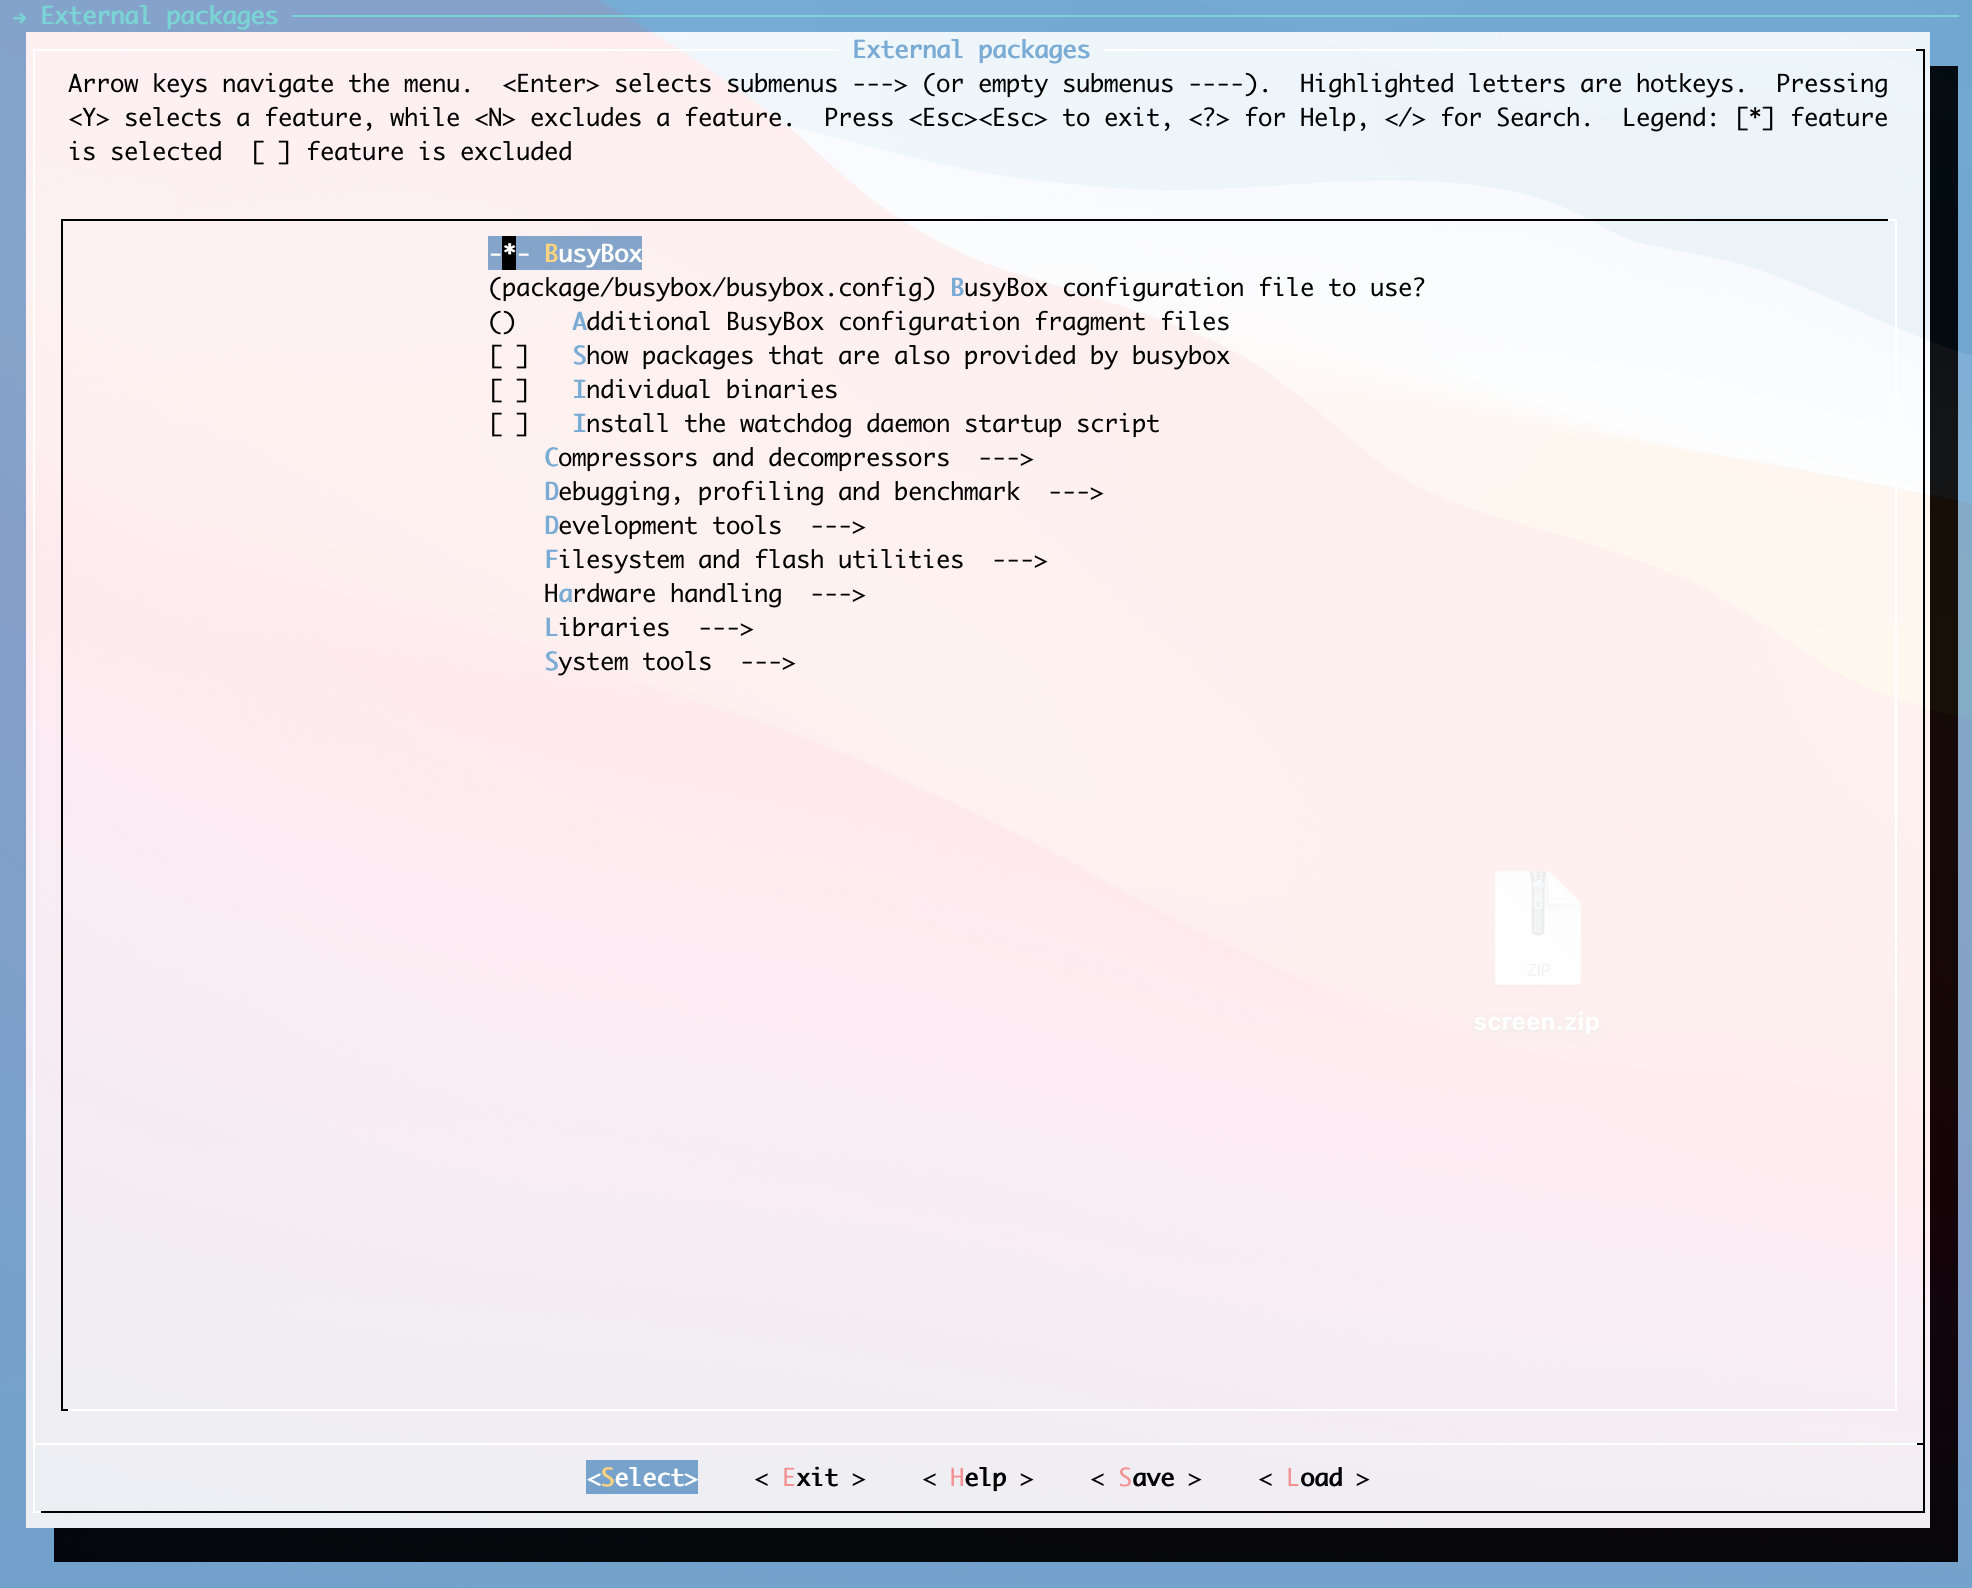 → External packages
External packages
Arrow keys navigate the menu.  <Enter> selects submenus ---> (or empty submenus ----).  Highlighted letters are hotkeys.  Pressing
<Y> selects a feature, while <N> excludes a feature.  Press <Esc><Esc> to exit, <?> for Help, </> for Search.  Legend: [*] feature
is selected  [ ] feature is excluded
-*- BusyBox
(package/busybox/busybox.config) BusyBox configuration file to use?
()    Additional BusyBox configuration fragment files
[ ]   Show packages that are also provided by busybox
[ ]   Individual binaries
[ ]   Install the watchdog daemon startup script
Compressors and decompressors  --->
Debugging, profiling and benchmark  --->
Development tools  --->
Filesystem and flash utilities  --->
Hardware handling  --->
Libraries  --->
System tools  --->
ZIP
screen.zip
<Select>    < Exit >    < Help >    < Save >    < Load >